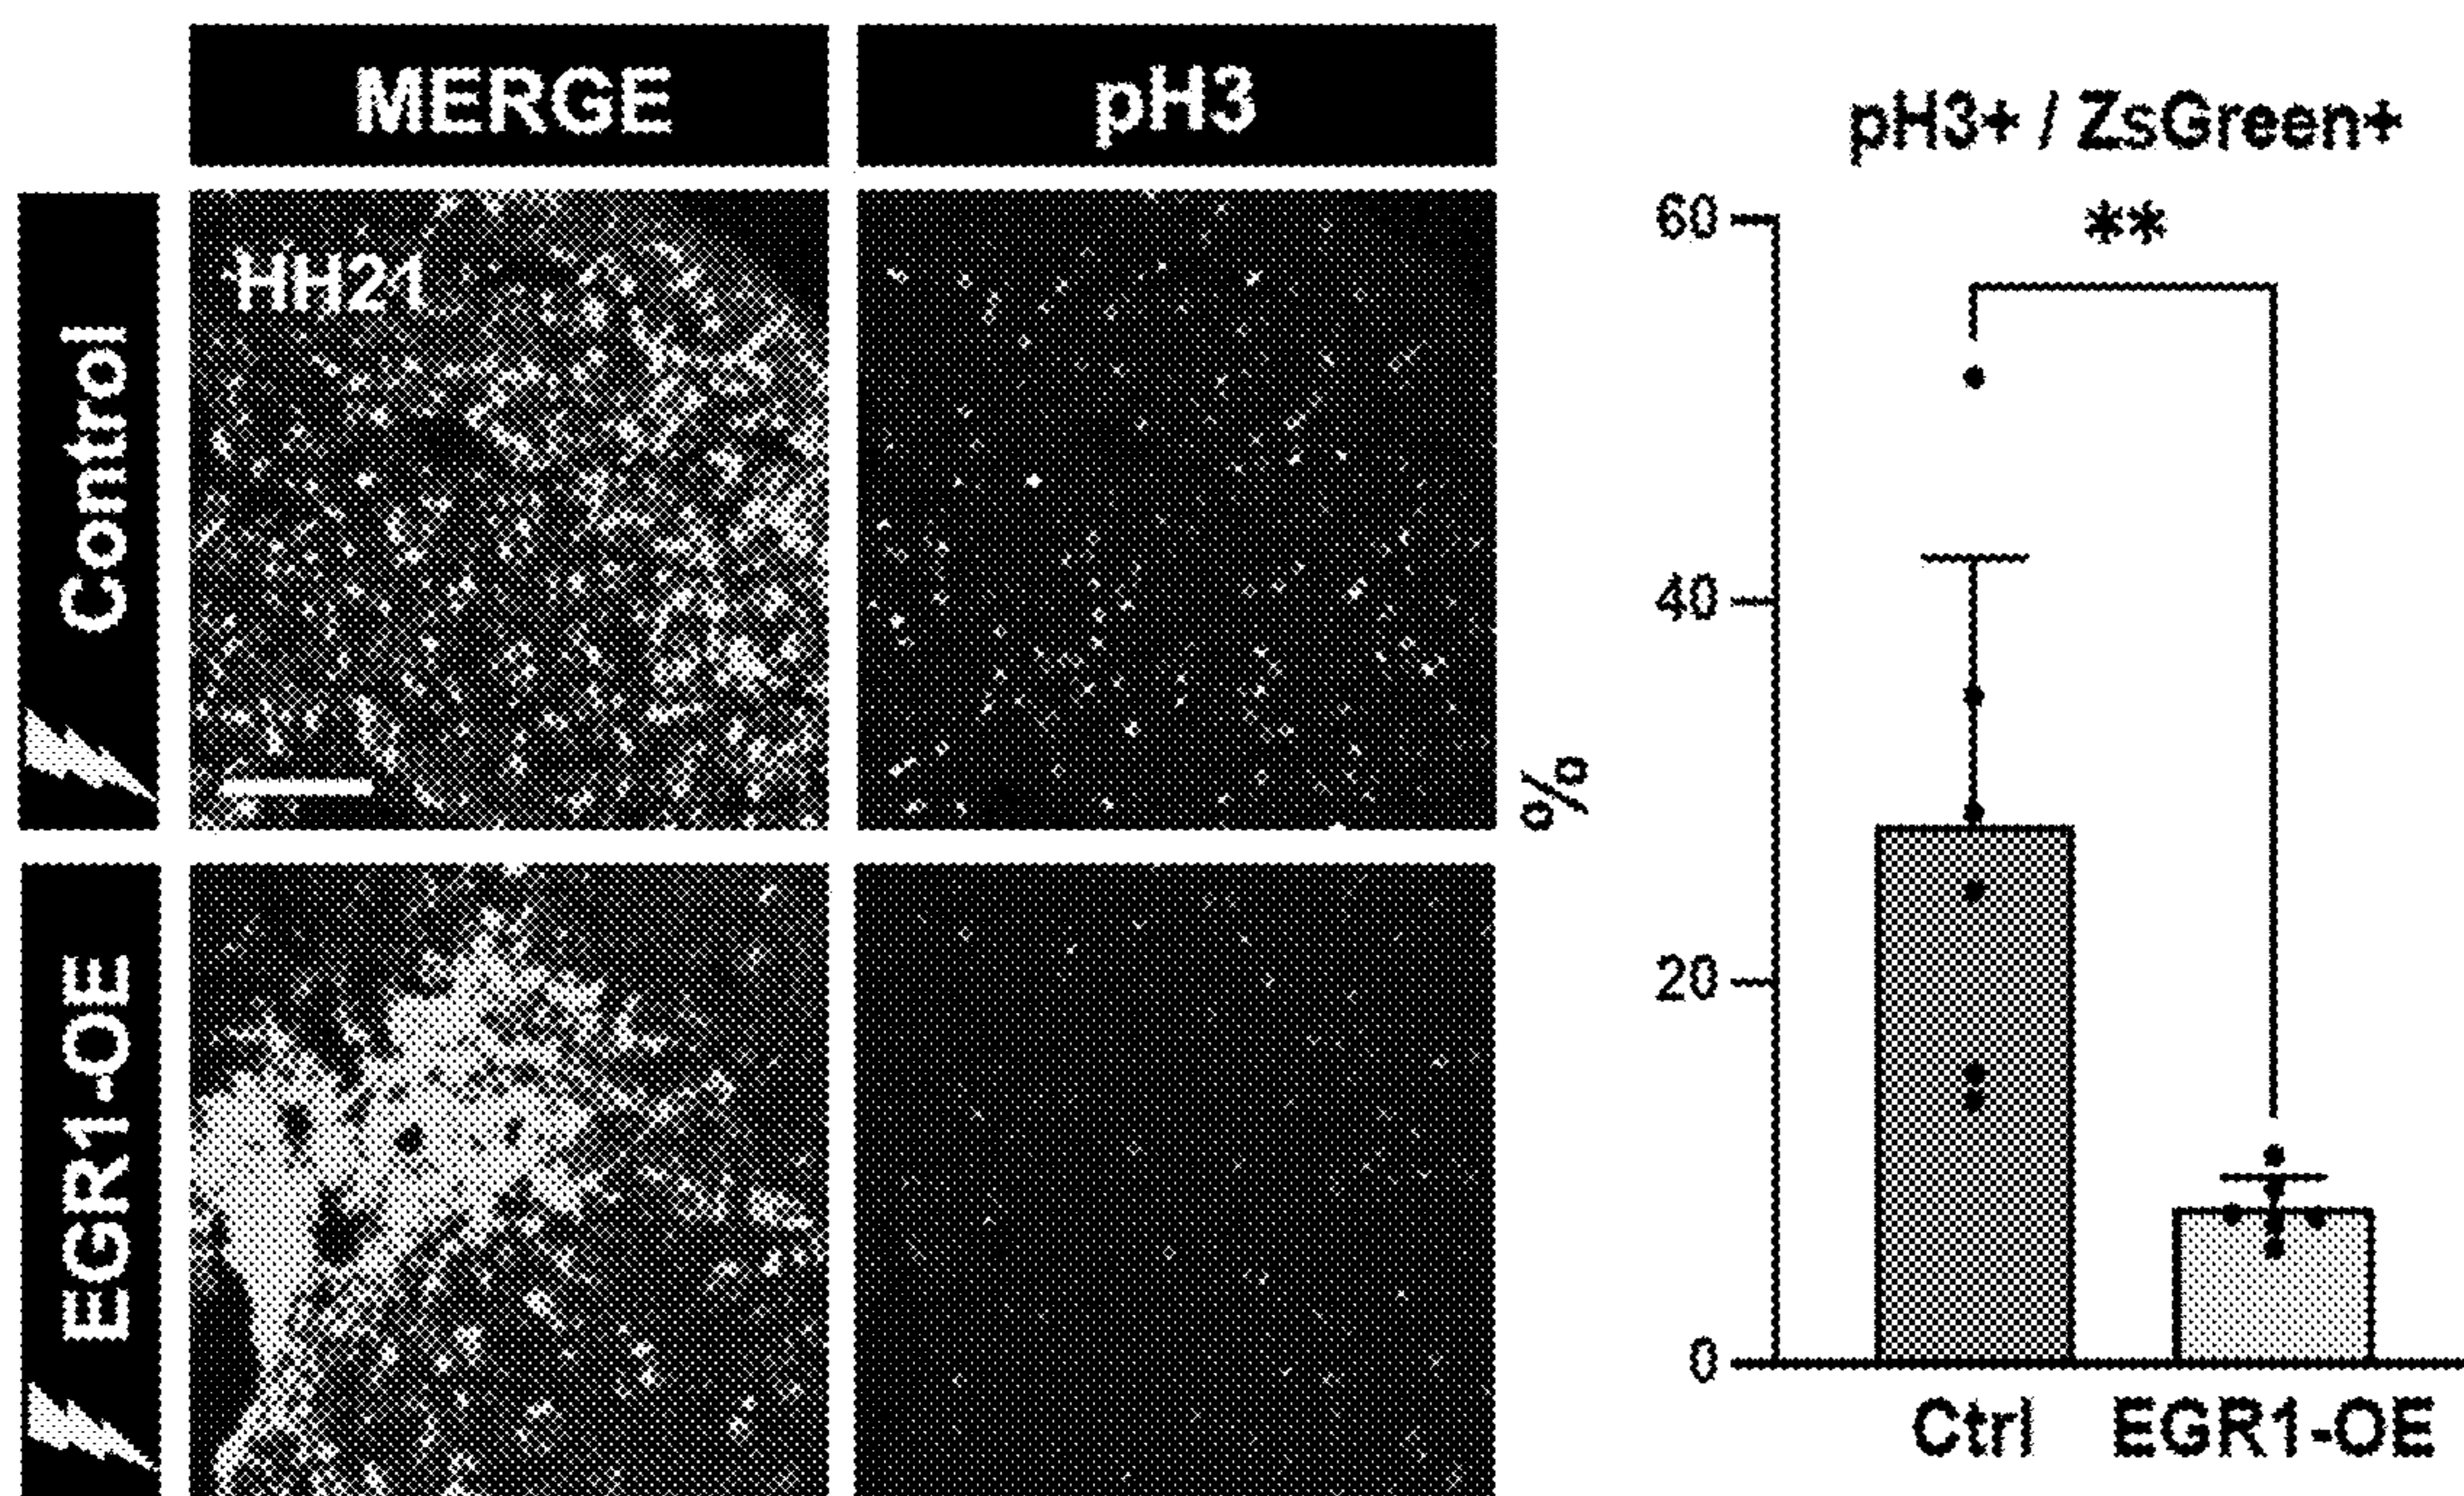 MERGE
pH3
Control
HH21
EGR1-OE
pH3+ / ZsGreen+
**
%
60
40
20
0
Ctrl
EGR1-OE